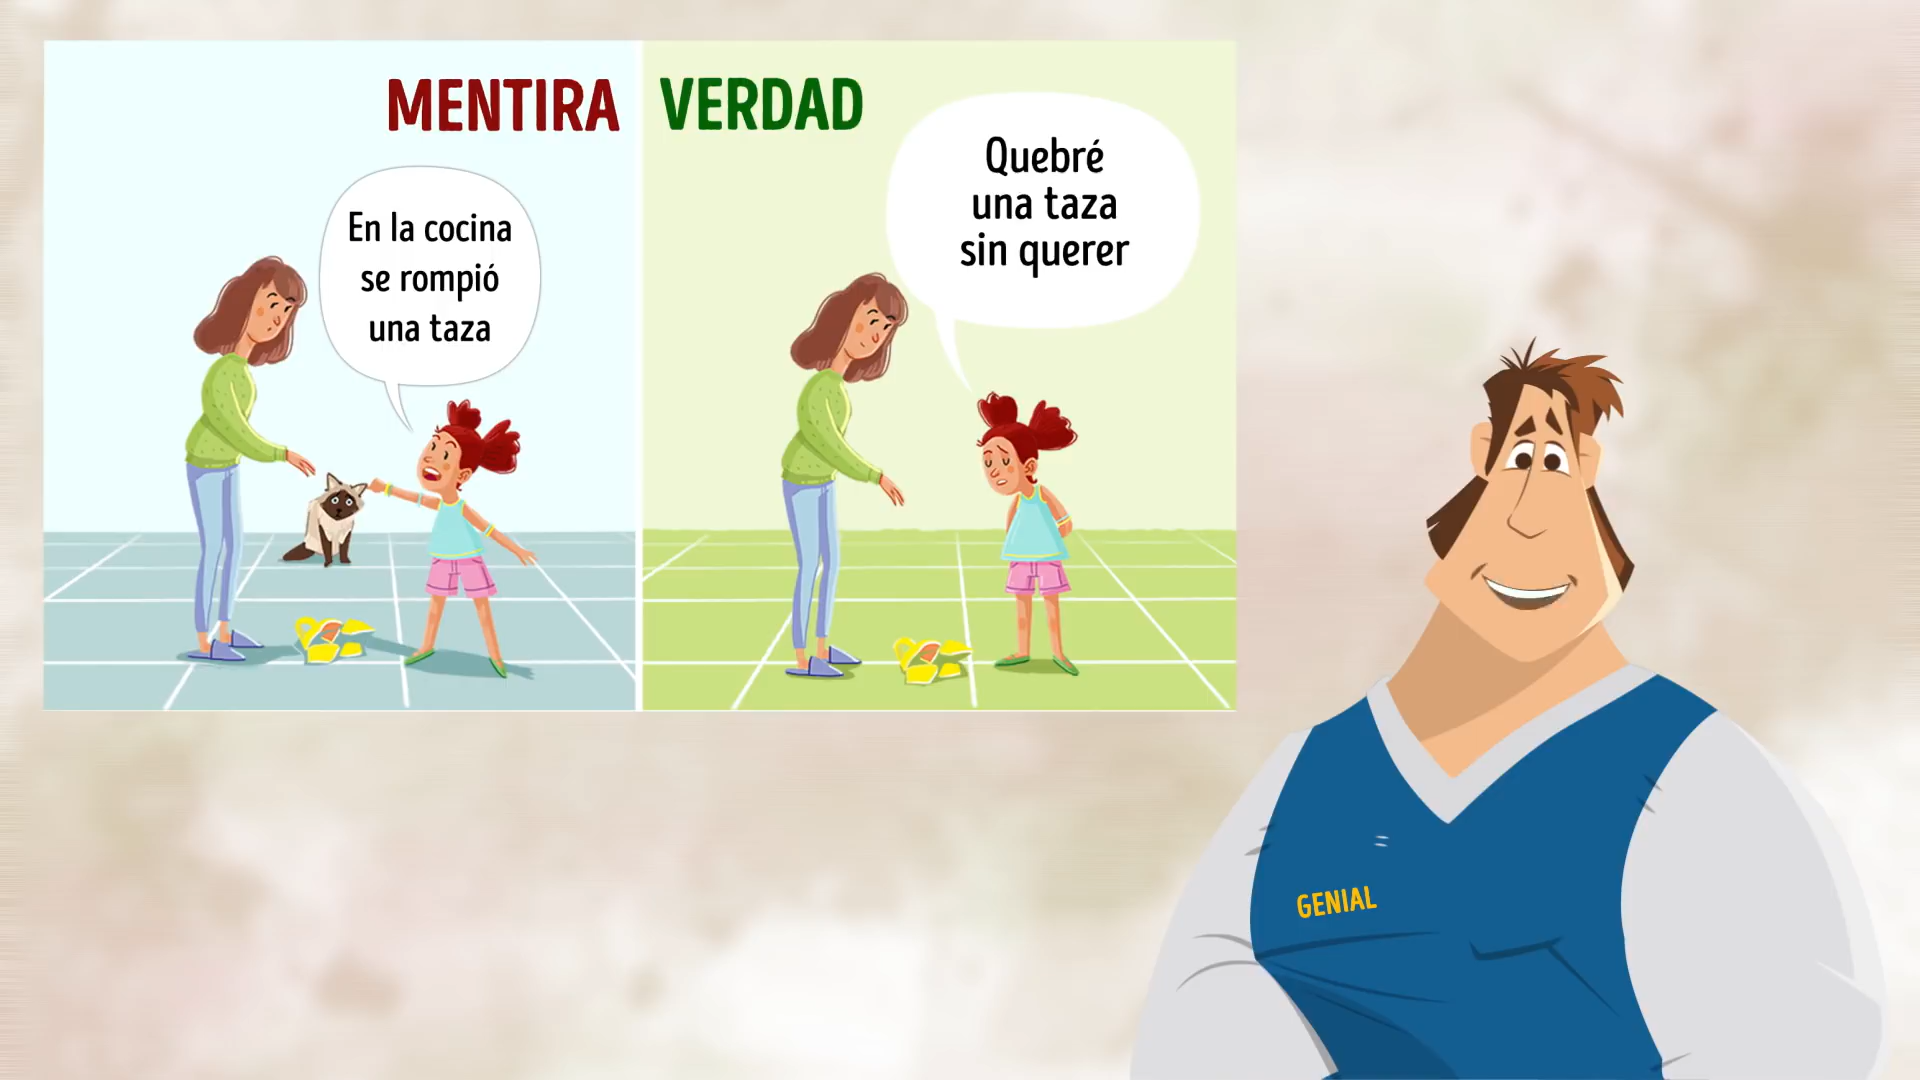 MENTIRA
En la cocina
se rompió
una taza
VERDAD
Quebré
una taza
sin querer
GENIAL